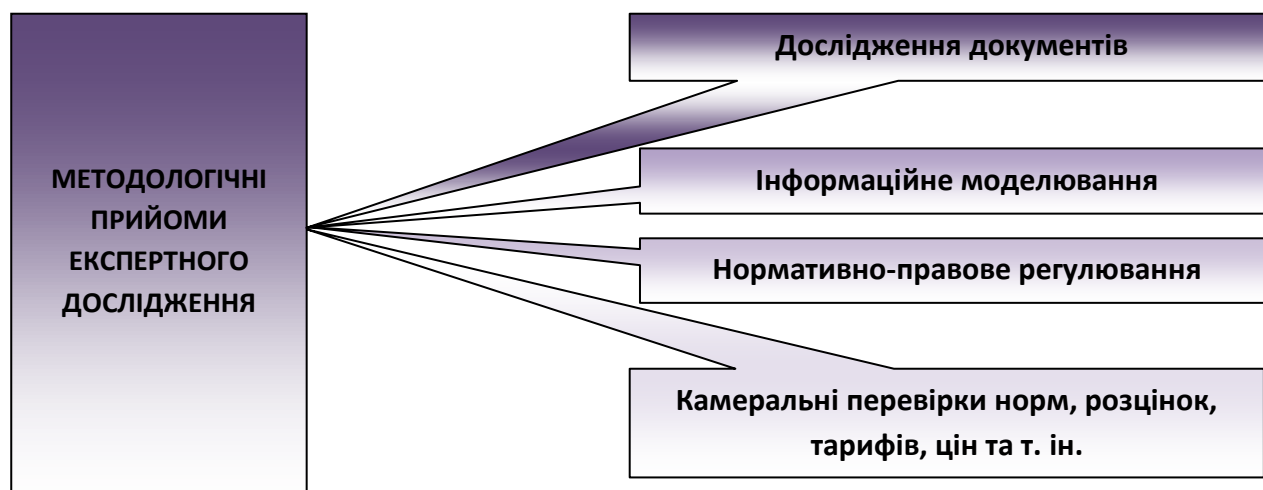 МЕТОДОЛОГІЧНІ
ПРИЙОМИ
ЕКСПЕРТНОГО
ДОСЛІДЖЕННЯ
Дослідження документів
Інформаційне моделювання
Нормативно-правове регулювання
Камеральні перевірки норм, розцінок,
тарифів, цін та т. ін.